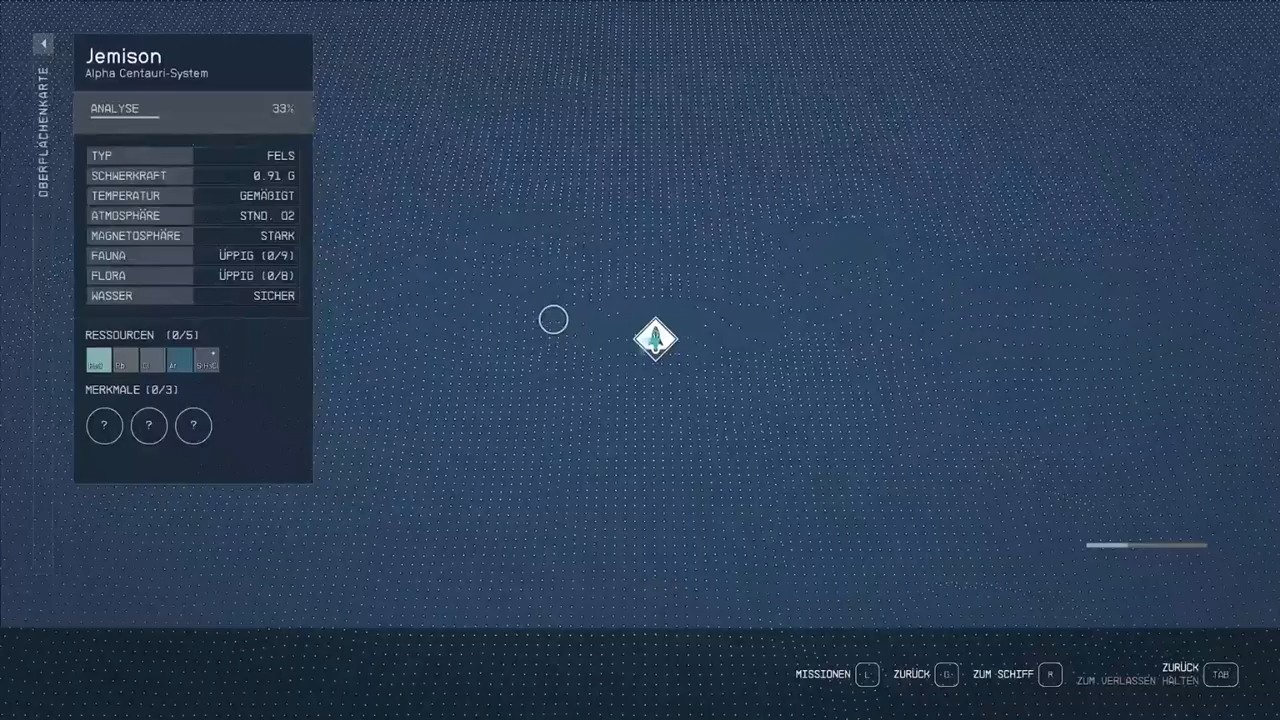 Jemison
Alpha Centauri-System
OBERFLÄCHENKARTE
ANALYSE 33%
TYP FELS
SCHWERKRAFT 0.91 G
TEMPERATUR GEMÄẞIGT
ATMOSPHÄRE STND. O2
MAGNETOSPHÄRE STARK
FAUNA ÜPPIG (0/9)
FLORA ÜPPIG (0/8)
WASSER SICHER
RESSOURCEN (0/5)
Pb Ar
MERKMALE (0/3)
? ? ?
MISSIONEN L ZURÜCK G ZUM SCHIFF R ZURÜCK TAB
ZUM VERLASSEN HALTEN